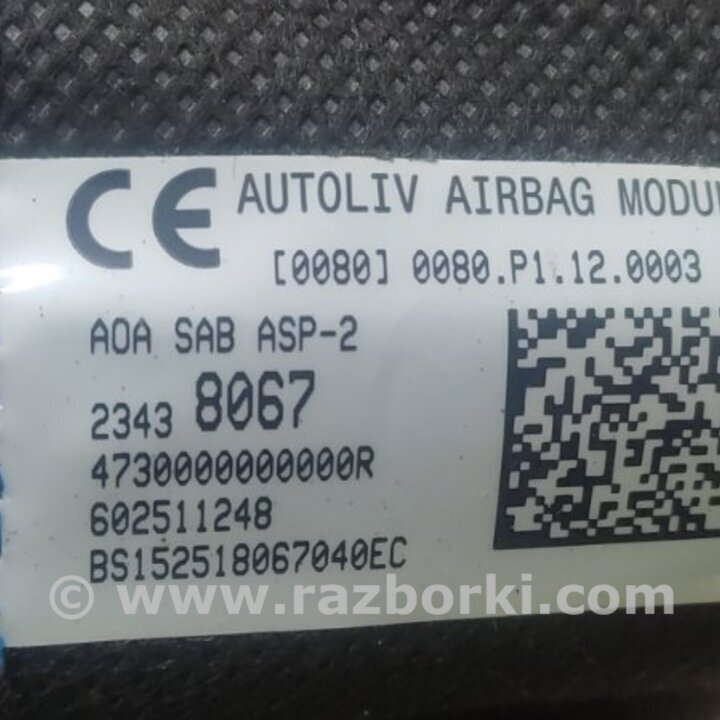 CE AUTOLIV AIRBAG MODU
[0080] 0080.P1.12.0003
AOA SAB ASP-2
2343 8067
4730000000000R
602511248
BS152518067040EC
© www.razborki.com